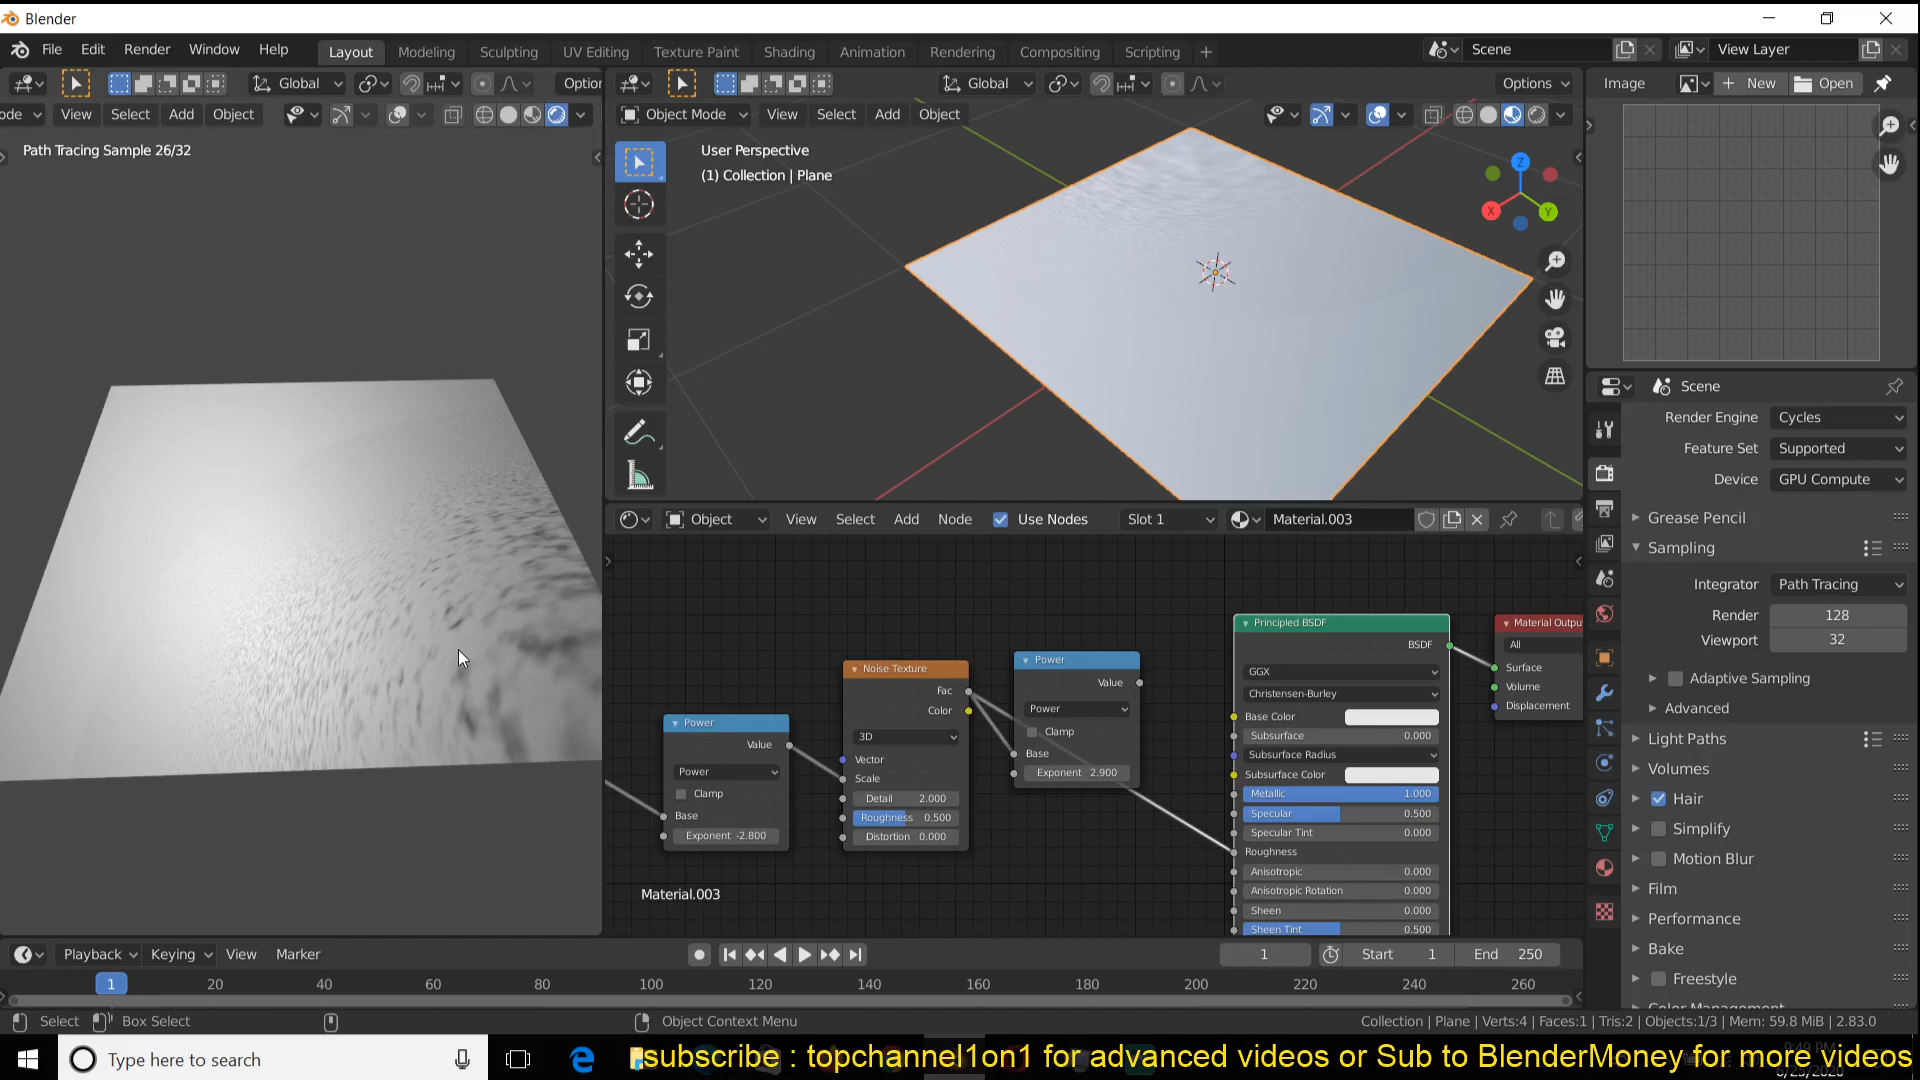 Blender
File Edit Render Window Help
Layout Modeling Sculpting UV Editing Texture Paint Shading Animation Rendering Compositing Scripting +
Scene
View Layer
Global
Optior
Global
Options
Image
New
Open
ode View Select Add Object
Object Mode View Select Add Object
Path Tracing Sample 26/32
User Perspective
(1) Collection | Plane
Z
X
Y
Scene
Render Engine Cycles
Feature Set Supported
Device GPU Compute
Grease Pencil
Sampling
Integrator Path Tracing
Render 128
Viewport 32
Adaptive Sampling
Advanced
Light Paths
Volumes
Hair
Simplify
Motion Blur
Film
Performance
Bake
Freestyle
Color Management
Object View Select Add Node Use Nodes Slot 1 Material.003
Power
Value
Power
Clamp
Base
Exponent -2.800
Noise Texture
Fac
Color
3D
Vector
Scale
Detail 2.000
Roughness 0.500
Distortion 0.000
Power
Value
Power
Clamp
Base
Exponent 2.900
Principled BSDF
BSDF
GGX
Christensen-Burley
Base Color
Subsurface 0.000
Subsurface Radius
Subsurface Color
Metallic 1.000
Specular 0.500
Specular Tint 0.000
Roughness
Anisotropic 0.000
Anisotropic Rotation 0.000
Sheen 0.000
Sheen Tint 0.500
Material Outpu
All
Surface
Volume
Displacement
Material.003
Playback Keying View Marker
1 Start 1 End 250
1 20 40 60 80 100 120 140 160 180 200 220 240 260
Select Box Select Object Context Menu
Collection | Plane | Verts:4 | Faces:1 | Tris:2 | Objects:1/3 | Mem: 59.8 MiB | 2.83.0
Type here to search
subscribe : topchannel1on1 for advanced videos or Sub to BlenderMoney for more videos
9:49 PM
6/25/2020